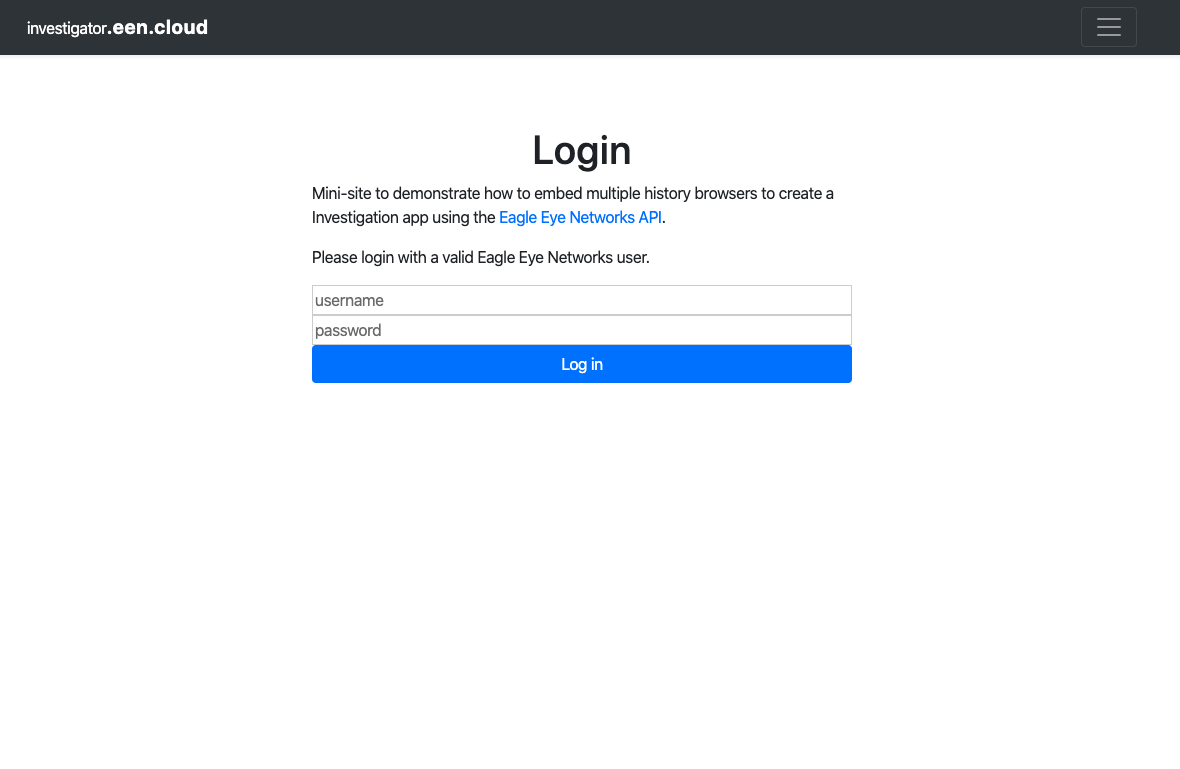 investigator.een.cloud
Login
Mini-site to demonstrate how to embed multiple history browsers to create a
Investigation app using the Eagle Eye Networks API.
Please login with a valid Eagle Eye Networks user.
username
password
Log in